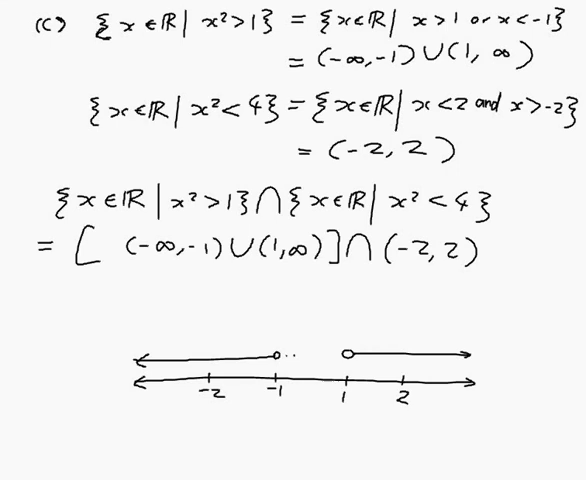 (c) {x∈ℝ | x²>1} = {x∈ℝ | x>1 or x<-1}
= (-∞,-1)∪(1, ∞)
{x∈ℝ | x²<4} = {x∈ℝ | x<2 and x>-2}
= (-2, 2)
{x∈ℝ | x²>1}∩{x∈ℝ | x²<4}
= [ (-∞,-1)∪(1,∞)]∩(-2, 2)
-2 -1 1 2